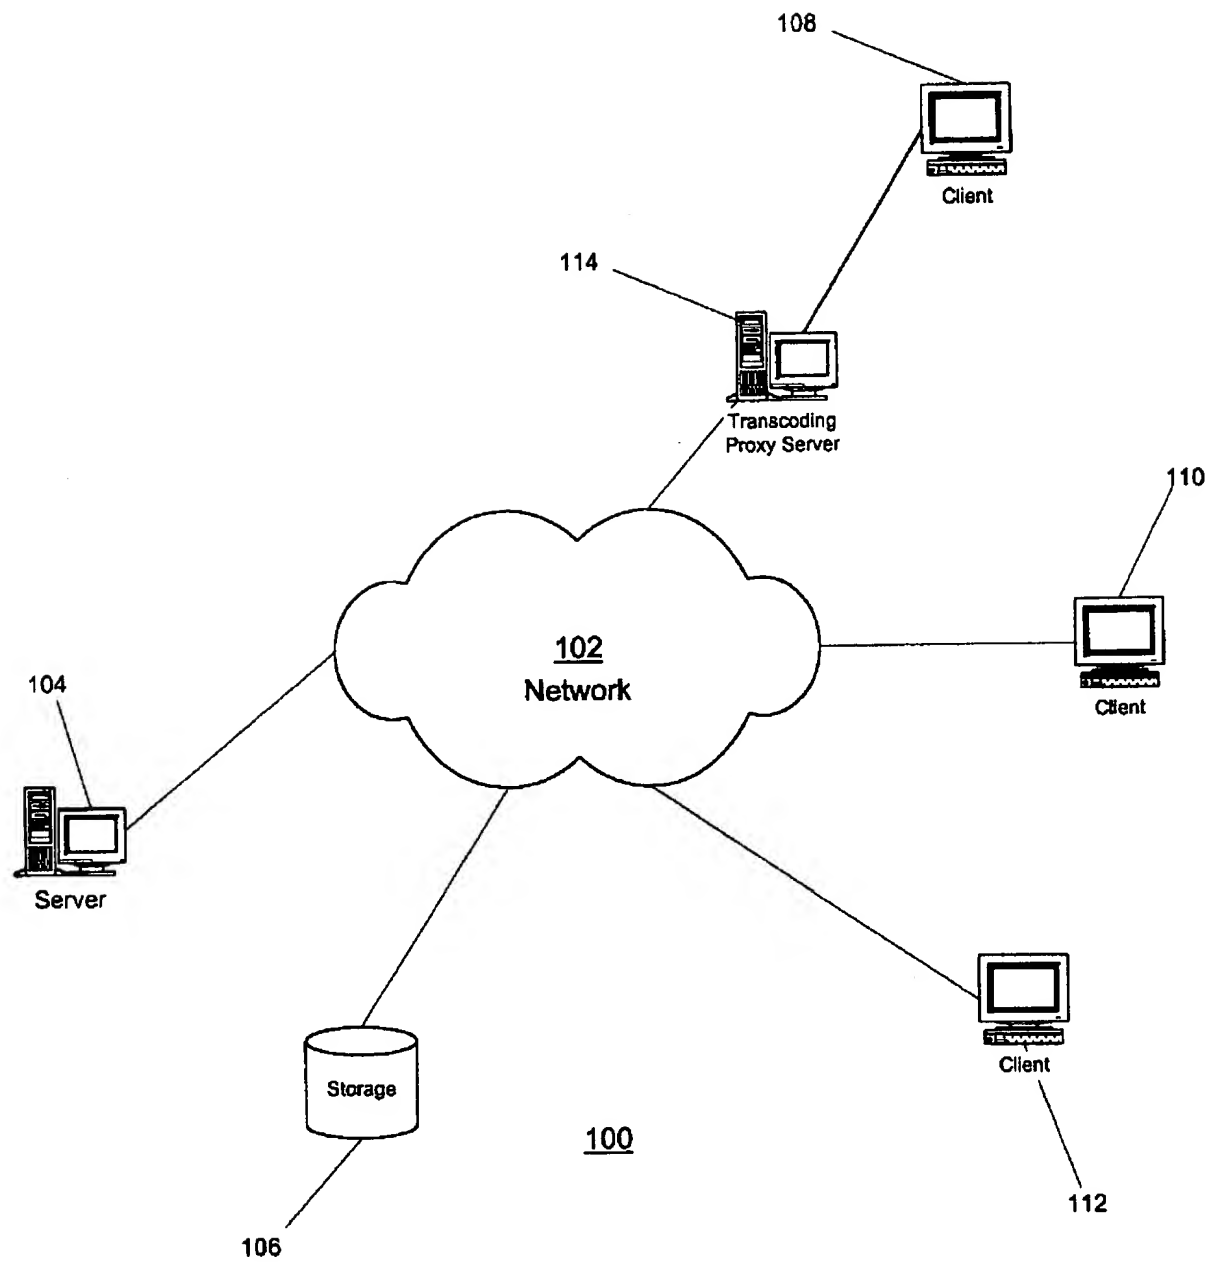 108
Client
114
Transcoding
Proxy Server
110
Client
102
Network
104
Server
Client
112
Storage
106
100